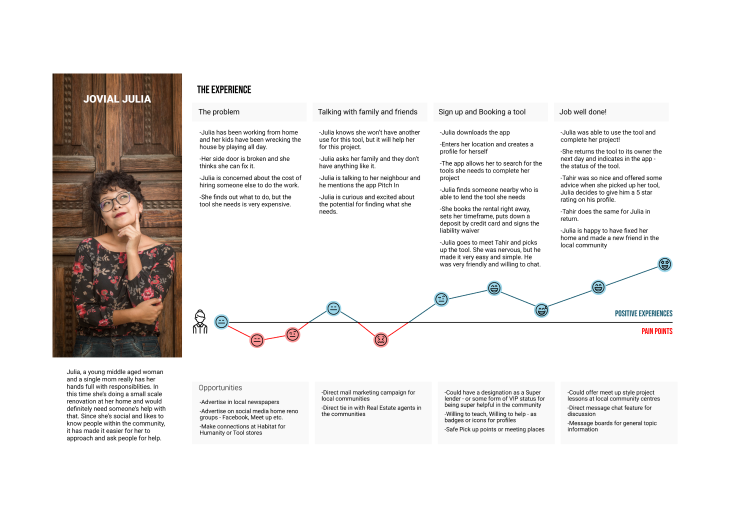 JOVIAL JULIA
Julia, a young middle aged woman
and a single mom really has her
hands full with responsiblities. In
this time she's doing a small scale
renovation at her home and would
definitely need someone's help with
that. Since she's social and likes to
know people within the community,
it has made it easier for her to
approach and ask people for help.
THE EXPERIENCE
The problem
-Julia has been working from home
and her kids have been wrecking the
house by playing all day.
-Her side door is broken and she
thinks she can fix it.
-Julia is concerned about the cost of
hiring someone else to do the work.
-She finds out what to do, but the
tool she needs is very expensive.
Talking with family and friends
-Julia knows she won't have another
use for this tool, but it will help her
for this project.
-Julia asks her family and they don't
have anything like it.
-Julia is talking to her neighbour and
he mentions the app Pitch In
-Julia is curious and excited about
the potential for finding what she
needs.
Sign up and Booking a tool
-Julia downloads the app
-Enters her location and creates a
profile for herself
-The app allows her to search for the
tools she needs to complete her
project
-Julia finds someone nearby who is
able to lend the tool she needs
-She books the rental right away,
sets her timeframe, puts down a
deposit by credit card and signs the
liability waiver
-Julia goes to meet Tahir and picks
up the tool. She was nervous, but he
made it very easy and simple. He
was very friendly and willing to chat.
Job well done!
-Julia was able to use the tool and
complete her project!
-She returns the tool to its owner the
next day and indicates in the app -
the status of the tool.
-Tahir was so nice and offered some
advice when she picked up her tool,
Julia decides to give him a 5 star
rating on his profile.
-Tahir does the same for Julia in
return.
-Julia is happy to have fixed her
home and made a new friend in the
local community
POSITIVE EXPERIENCES
PAIN POINTS
Opportunities
-Advertise in local newspapers
-Advertise on social media home reno
groups - Facebook, Meet up etc.
-Make connections at Habitat for
Humanity or Tool stores
-Direct mail marketing campaign for
local communities
-Direct tie in with Real Estate agents in
the communities
-Could have a designation as a Super
lender - or some form of VIP status for
being super helpful in the community
-Willing to teach, Willing to help - as
badges or icons for profiles
-Safe Pick up points or meeting places
-Could offer meet up style project
lessons at local community centres
-Direct message chat feature for
discussion
-Message boards for general topic
information